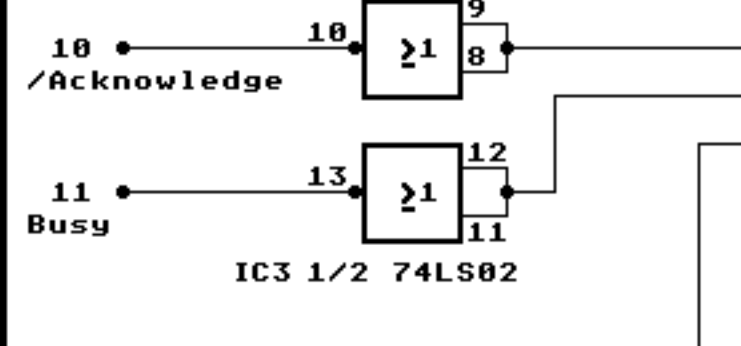 9
10 10 ≥1
8
/Acknowledge
12
11 13 ≥1
Busy 11
IC3 1/2 74LS02